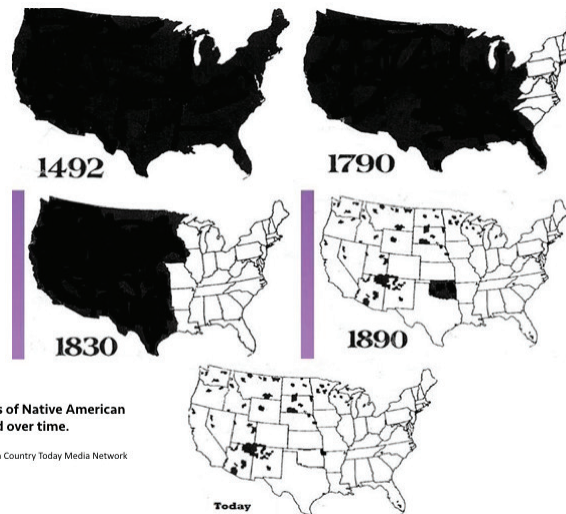 1492
1790
1830
1890
s of Native American
d over time.
Country Today Media Network
Today